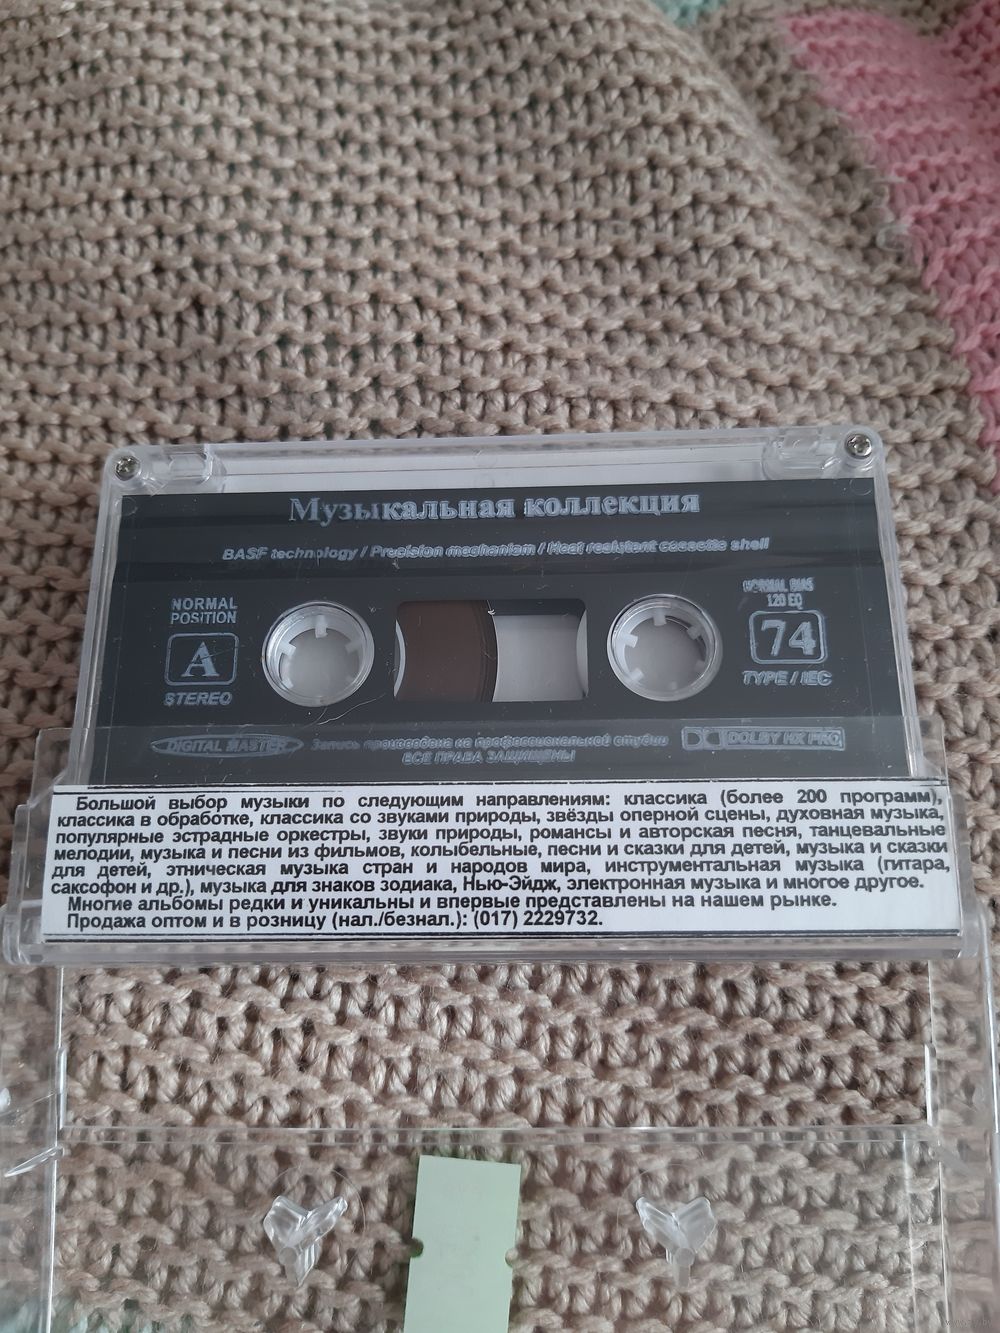 Музыкальная коллекция
BASF technology / Precision mechanism / Heat resistant cassette shell
NORMAL
POSITION
A
STEREO
NORMAL BIAS
120 EQ
74
TYPE / IEC
DIGITAL MASTER
Запись произведена на профессиональной студии
ВСЕ ПРАВА ЗАЩИЩЕНЫ
DOLBY HX PRO
Большой выбор музыки по следующим направлениям: классика (более 200 программ),
классика в обработке, классика со звуками природы, звёзды оперной сцены, духовная музыка,
популярные эстрадные оркестры, звуки природы, романсы и авторская песня, танцевальные
мелодии, музыка и песни из фильмов, колыбельные, песни и сказки для детей, музыка и сказки
для детей, этническая музыка стран и народов мира, инструментальная музыка (гитара,
саксофон и др.), музыка для знаков зодиака, Нью-Эйдж, электронная музыка и многое другое.
Многие альбомы редки и уникальны и впервые представлены на нашем рынке.
Продажа оптом и в розницу (нал./безнал.): (017) 2229732.